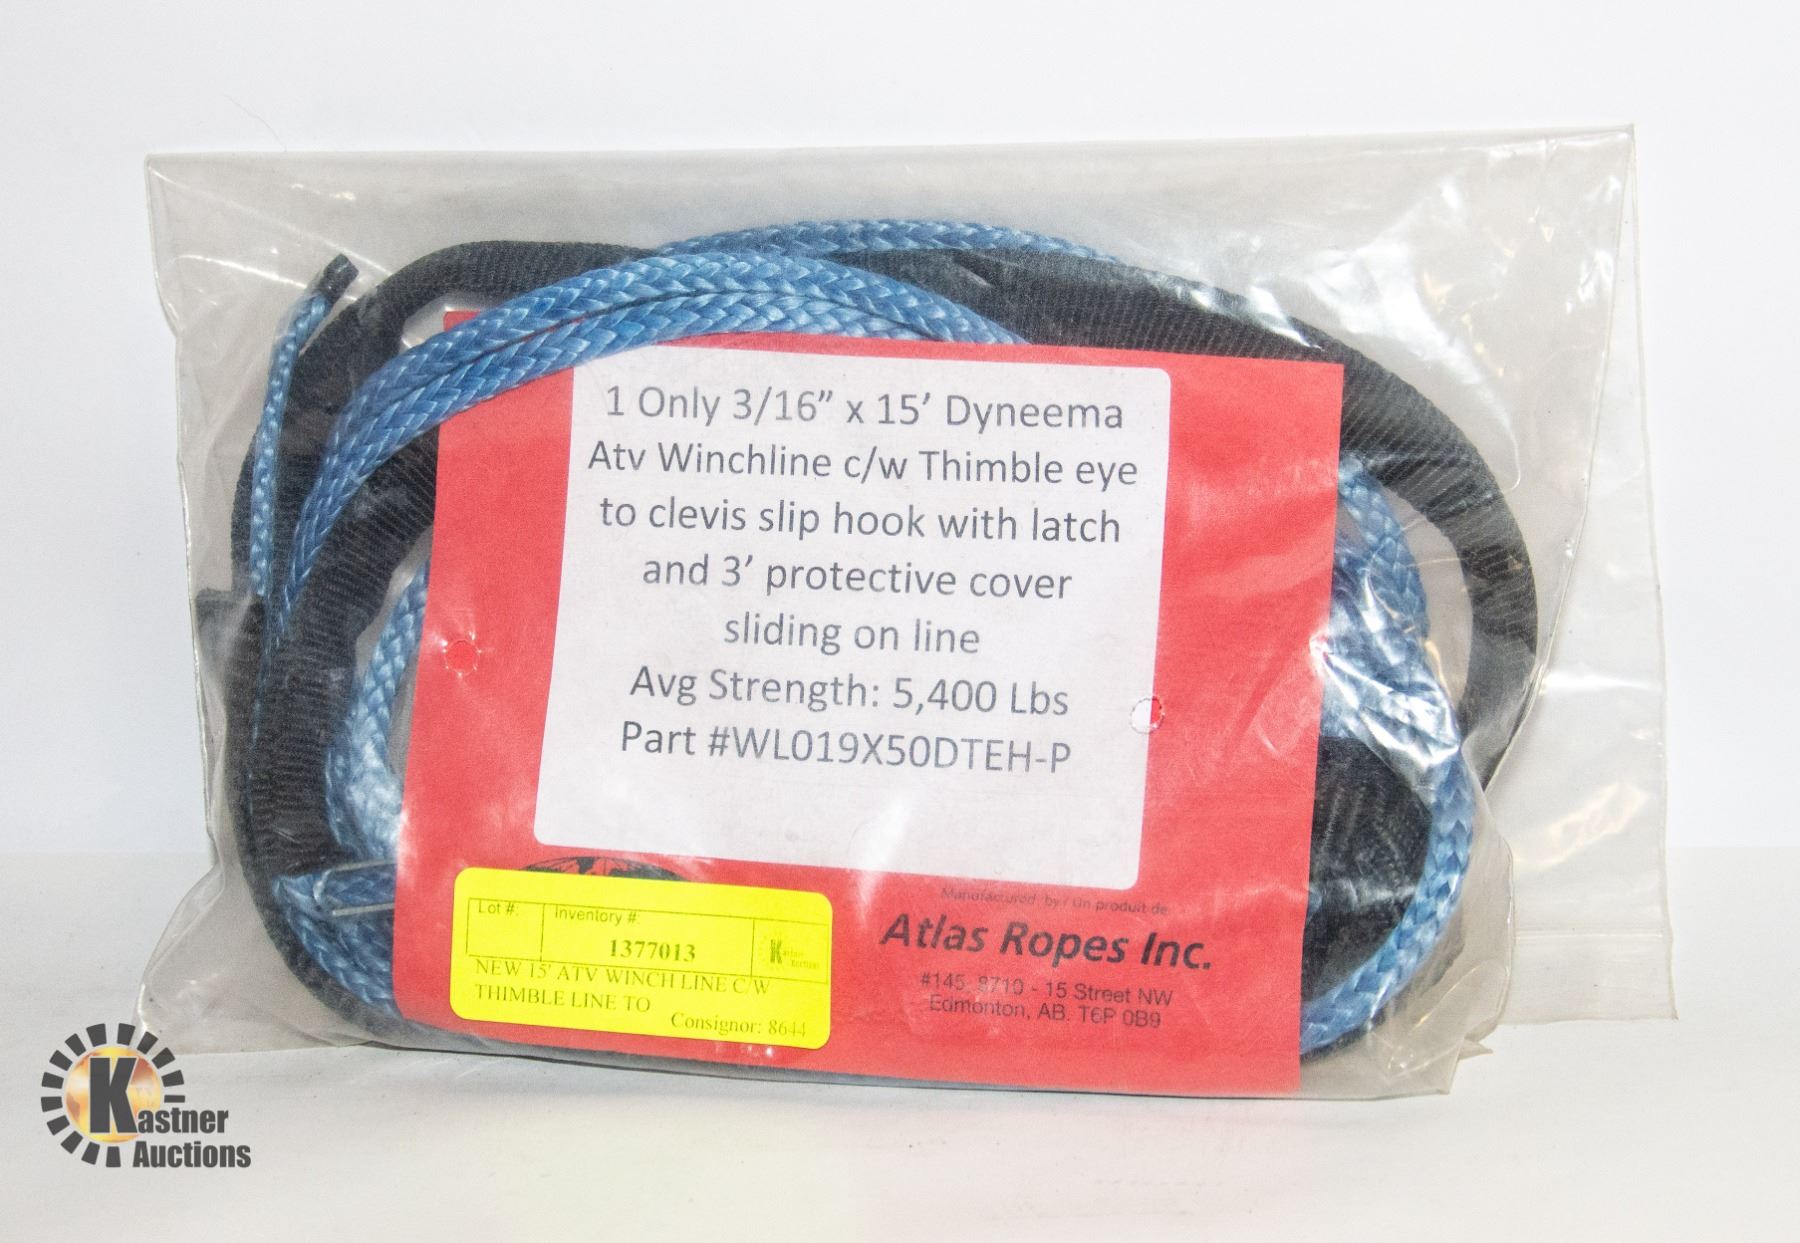 1 Only 3/16” x 15’ Dyneema
Atv Winchline c/w Thimble eye
to clevis slip hook with latch
and 3’ protective cover
sliding on line
Avg Strength: 5,400 Lbs
Part #WL019X50DTEH-P
Manufactured by / Un produit de
Atlas Ropes Inc.
#145, 8710 - 15 Street NW
Edmonton, AB. T6P 0B9
Lot #:
Inventory #:
1377013
Kastner
Auctions
NEW 15' ATV WINCH LINE C/W
THIMBLE LINE TO
Consignor: 8644
Kastner
Auctions